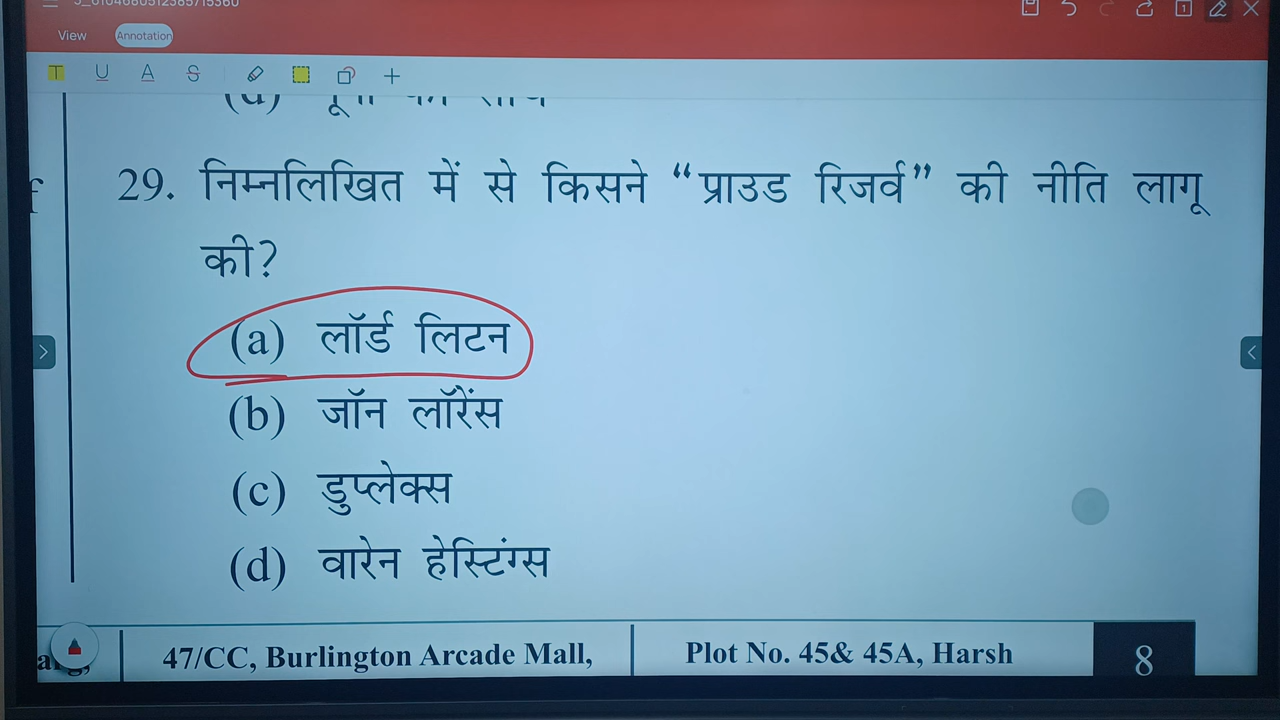 View Annotation
T U A S
29. निम्नलिखित में से किसने “प्राउड रिजर्व” की नीति लागू
की?
(a) लॉर्ड लिटन
(b) जॉन लॉरेंस
(c) डुप्लेक्स
(d) वारेन हेस्टिंग्स
47/CC, Burlington Arcade Mall,
Plot No. 45& 45A, Harsh
8